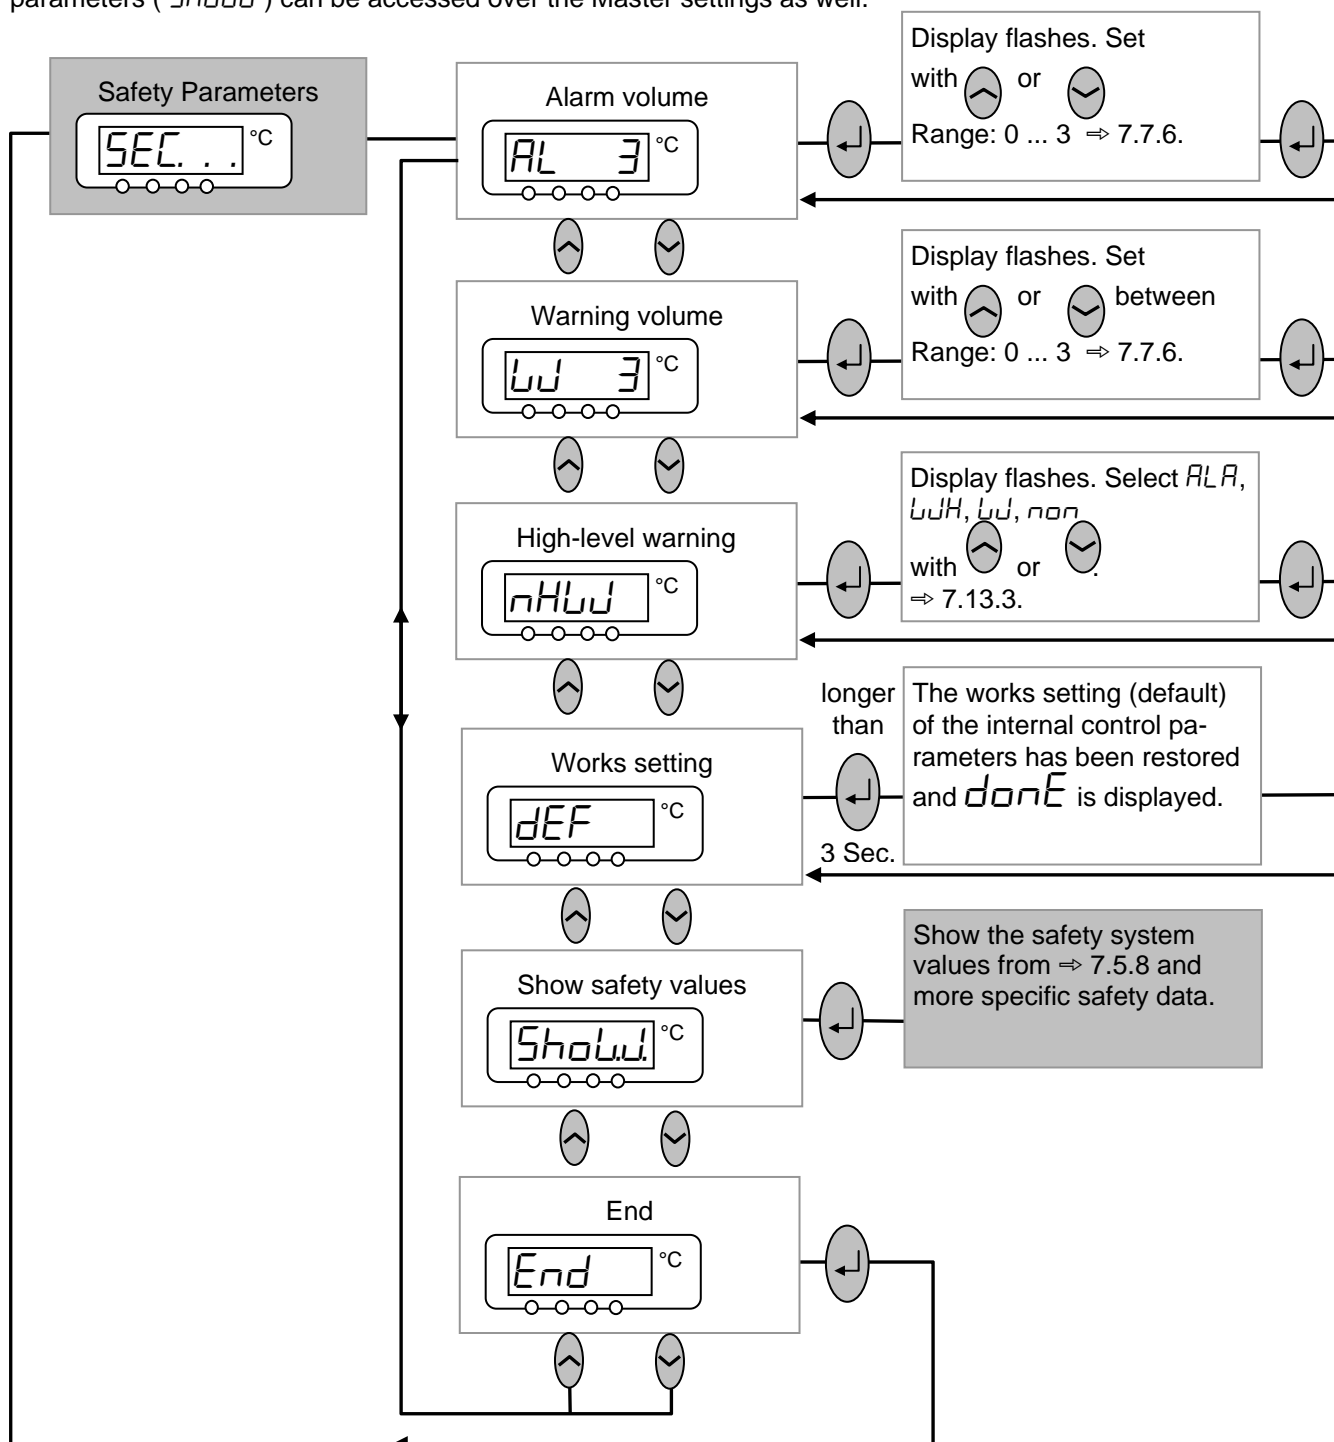 parameters ( ) can be accessed over the Master settings as well.
Safety Parameters
SEC. . .
°C
Alarm volume
AL 3
°C
Display flashes. Set
with or
Range: 0 ... 3 ⇨ 7.7.6.
Warning volume
W 3
°C
Display flashes. Set
with or between
Range: 0 ... 3 ⇨ 7.7.6.
High-level warning
nHW
°C
Display flashes. Select ALA,
WH, W, non
with or .
⇨ 7.13.3.
Works setting
dEF
°C
longer
than
3 Sec.
The works setting (default)
of the internal control pa-
rameters has been restored
and donE is displayed.
Show safety values
ShoW.
°C
Show the safety system
values from ⇨ 7.5.8 and
more specific safety data.
End
End
°C